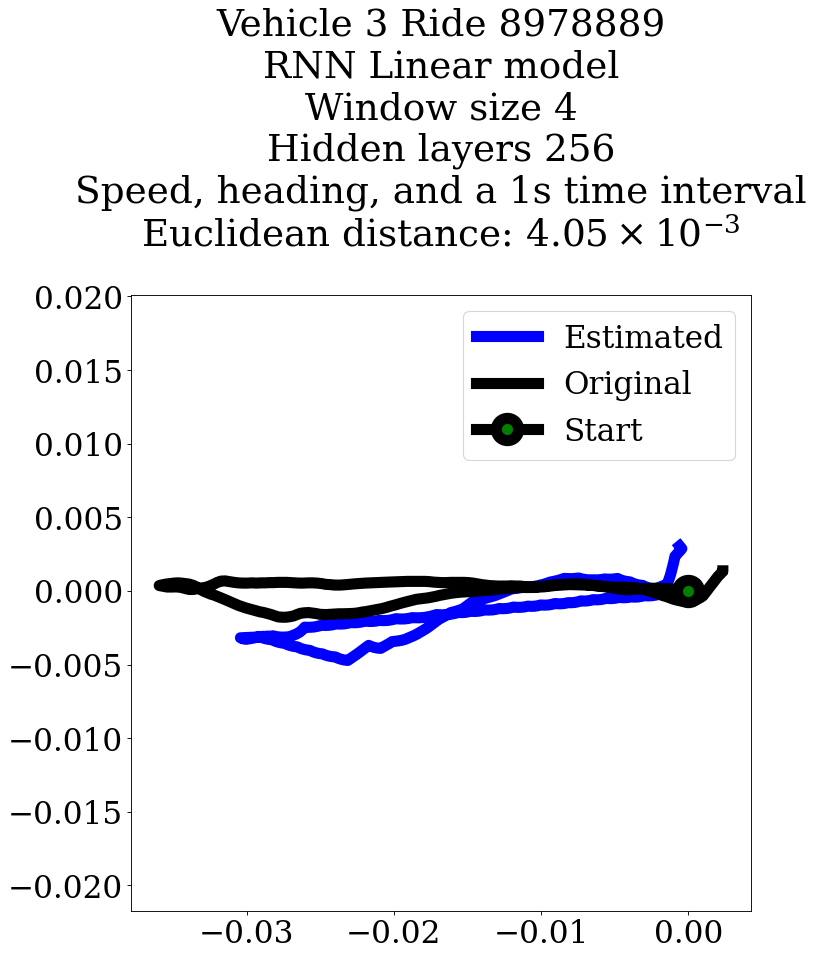 Vehicle 3 Ride 8978889
RNN Linear model
Window size 4
Hidden layers 256
Speed, heading, and a 1s time interval
Euclidean distance: 4.05 × 10⁻³
Estimated
Original
Start
0.020
0.015
0.010
0.005
0.000
−0.005
−0.010
−0.015
−0.020
−0.03 −0.02 −0.01 0.00